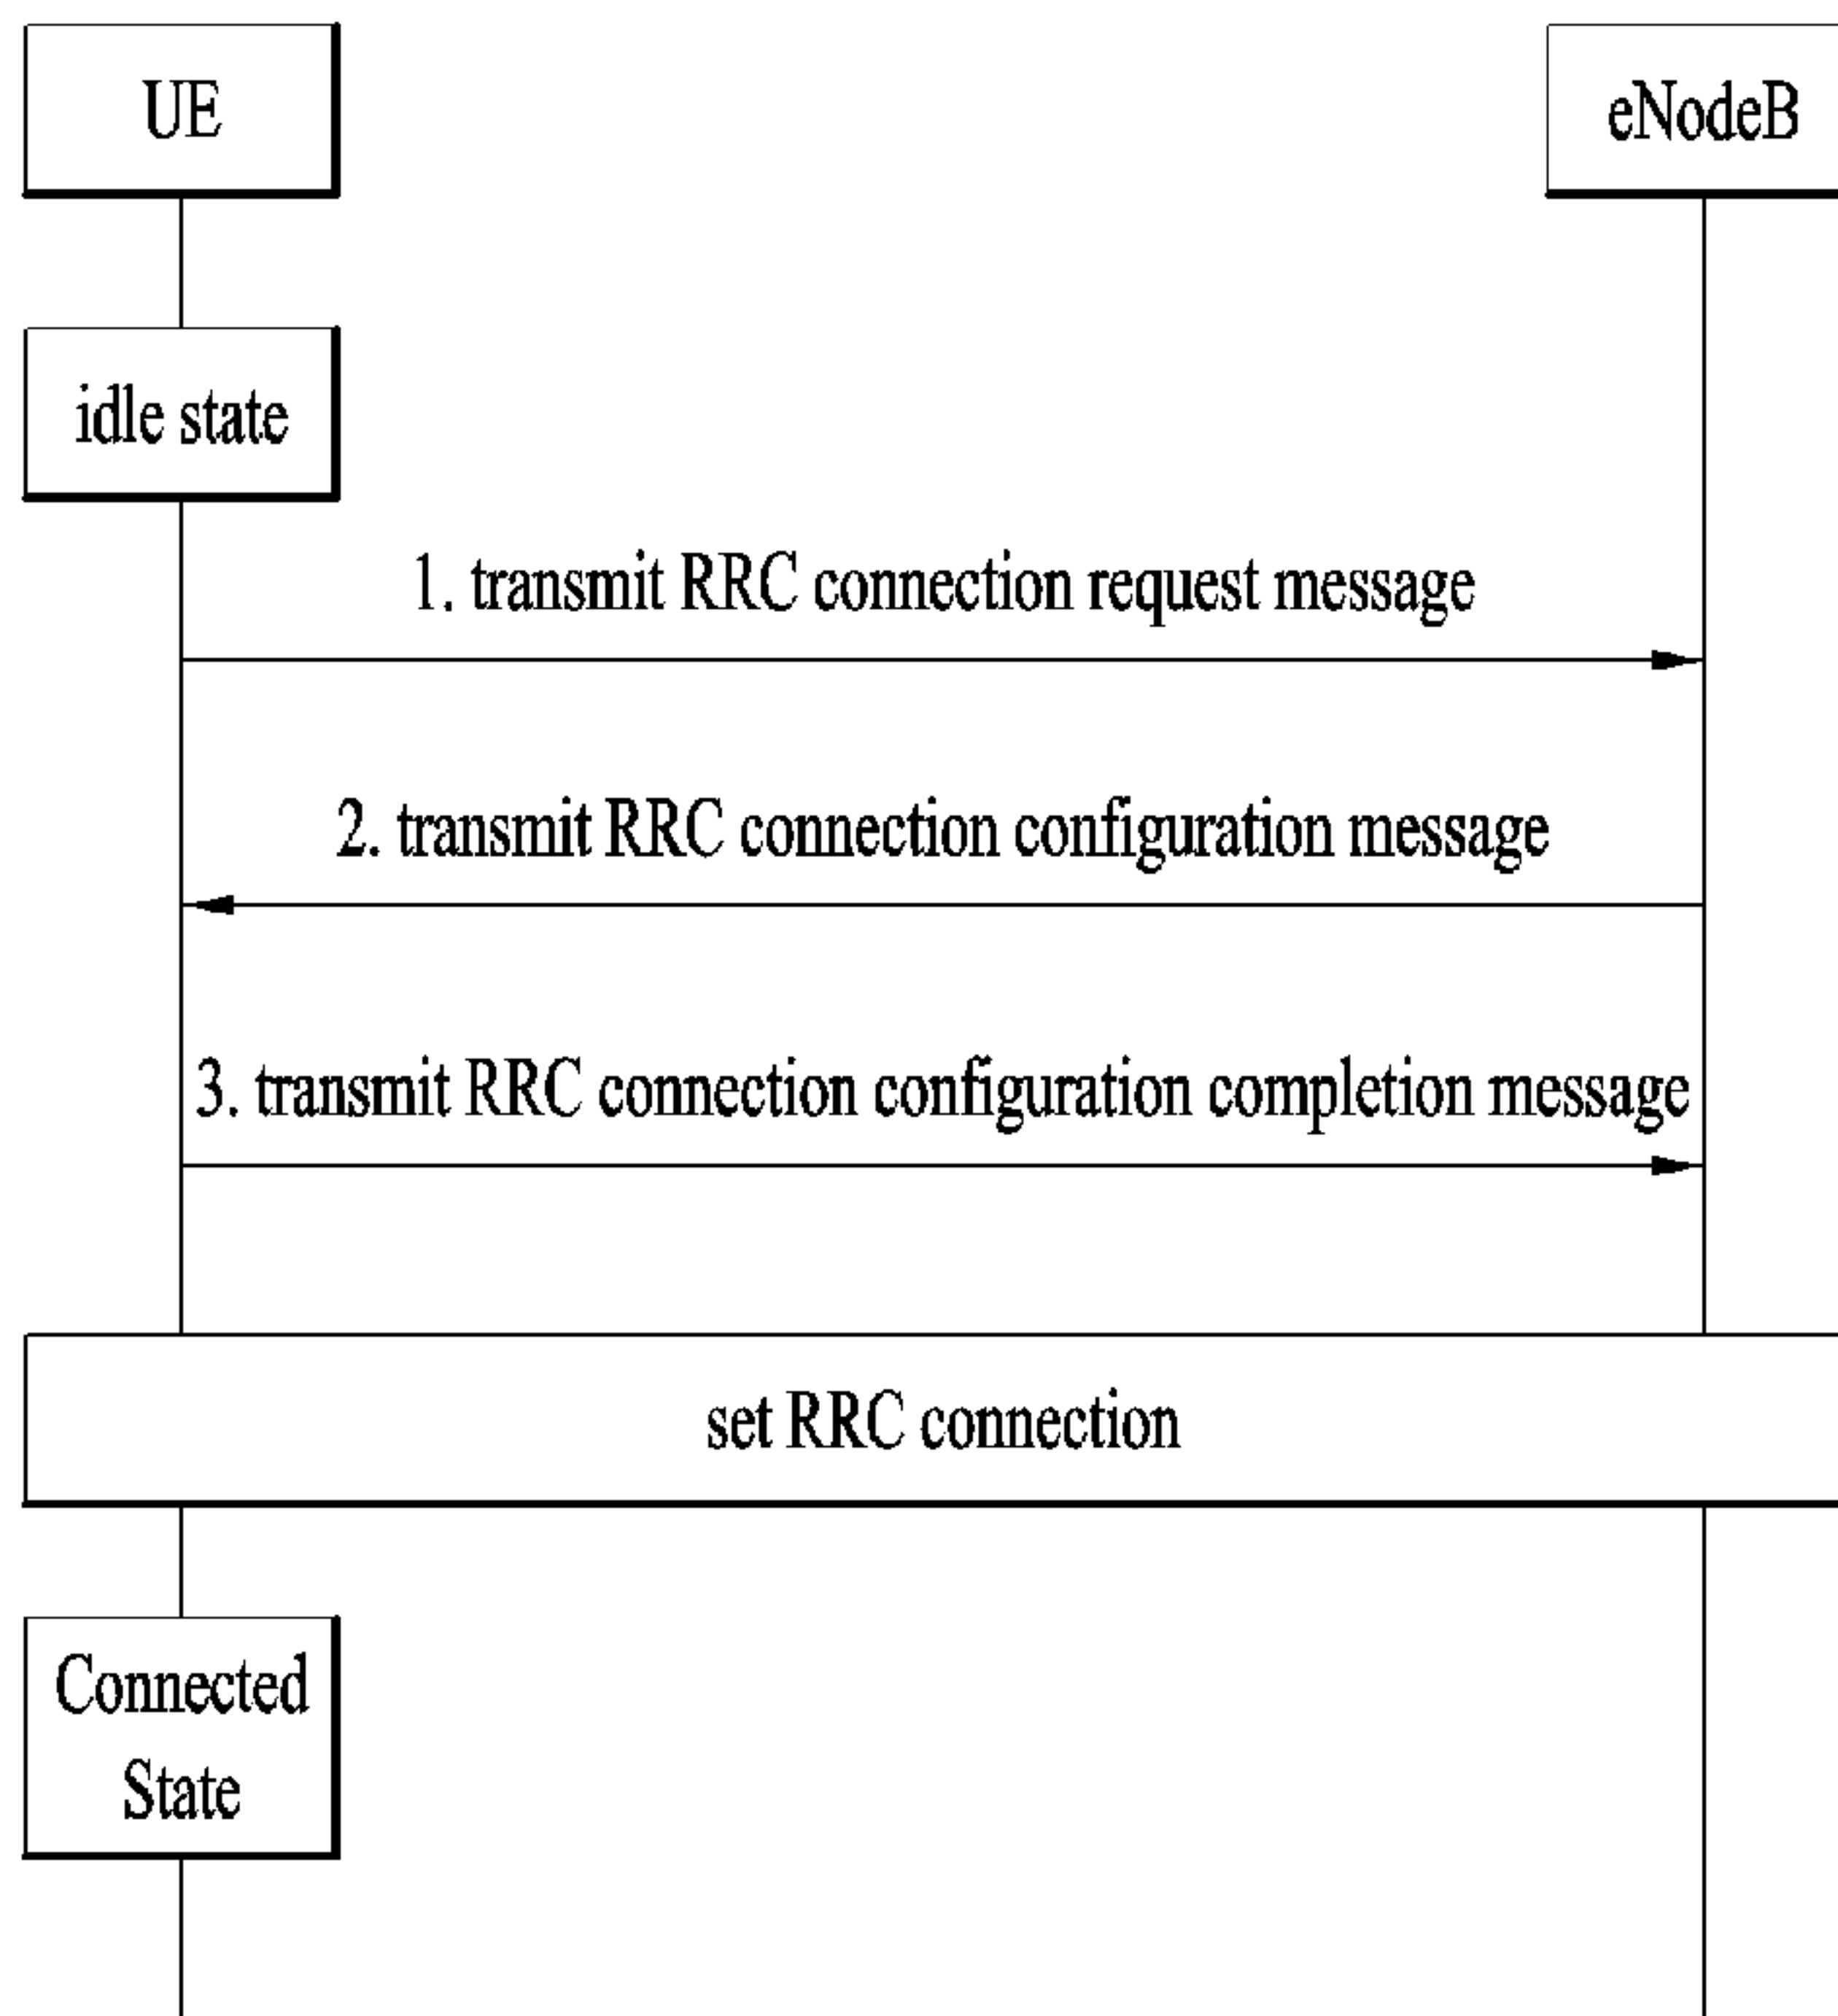 UE
eNodeB
idle state
1. transmit RRC connection request message
2. transmit RRC connection configuration message
3. transmit RRC connection configuration completion message
set RRC connection
Connected
State